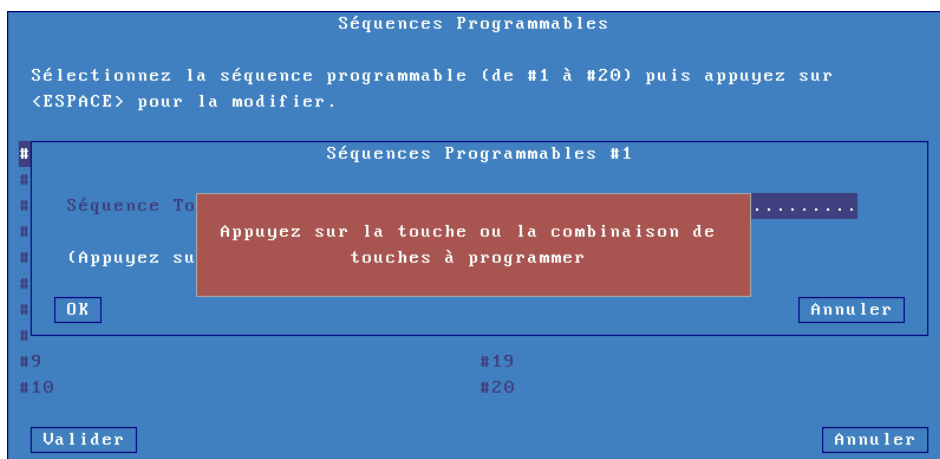 Séquences Programmables
Sélectionnez la séquence programmable (de #1 à #20) puis appuyez sur
<ESPACE> pour la modifier.
#
Séquences Programmables #1
#
# Séquence To .........
#
Appuyez sur la touche ou la combinaison de
# (Appuyez su
touches à programmer
#
# OK Annuler
#
#9 #19
#10 #20
Valider Annuler